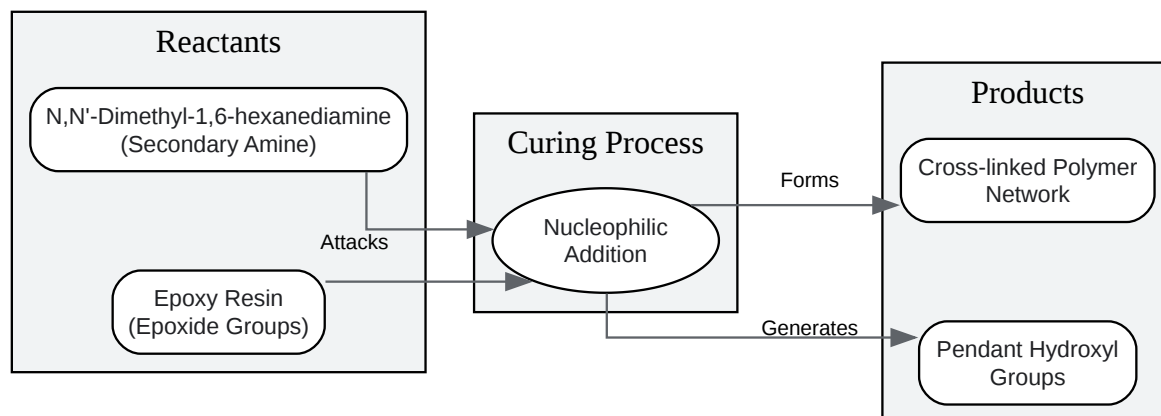 Reactants
N,N'-Dimethyl-1,6-hexanediamine
(Secondary Amine)
Attacks
Epoxy Resin
(Epoxide Groups)
Curing Process
Nucleophilic
Addition
Forms
Generates
Products
Cross-linked Polymer
Network
Pendant Hydroxyl
Groups